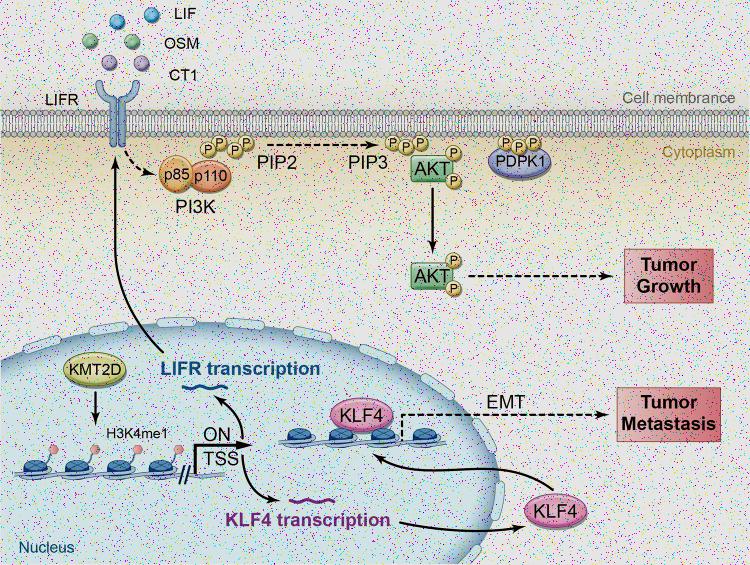 LIF
OSM
CT1
LIFR
Cell membrance
Cytoplasm
P P P P
PIP2
PIP3
P P P
AKT
P
P
P P P
PDPK1
p85
p110
PI3K
AKT
P
P
Tumor
Growth
KMT2D
LIFR transcription
H3K4me1
ON
TSS
KLF4
EMT
Tumor
Metastasis
KLF4 transcription
KLF4
Nucleus